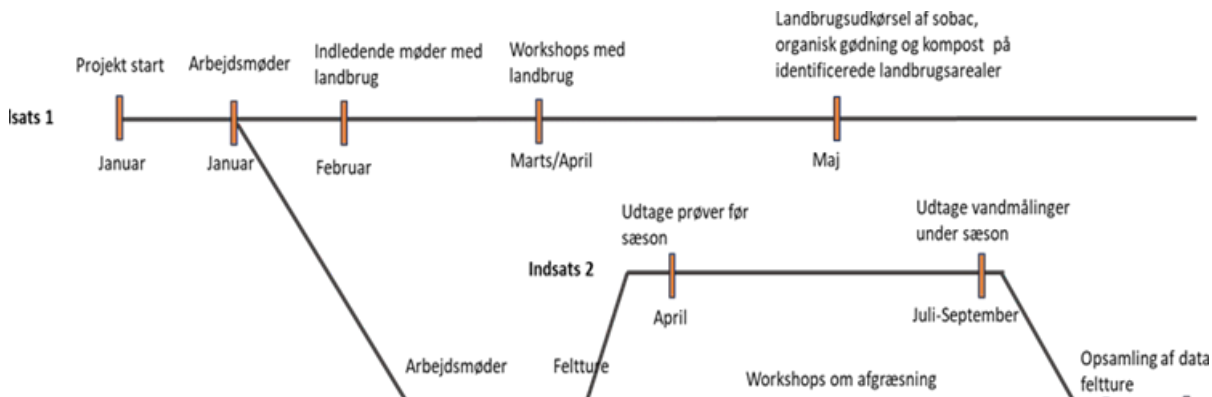 Projekt start
Arbejdsmøder
Indledende møder med
landbrug
Workshops med
landbrug
Landbrugsudkørsel af sobac,
organisk gødning og kompost på
identificerede landbrugsarealer
lsats 1
Januar
Januar
Februar
Marts/April
Maj
Udtage prøver før
sæson
Udtage vandmålinger
under sæson
Indsats 2
April
Juli-September
Arbejdsmøder
Feltture
Workshops om afgræsning
Opsamling af data
feltture